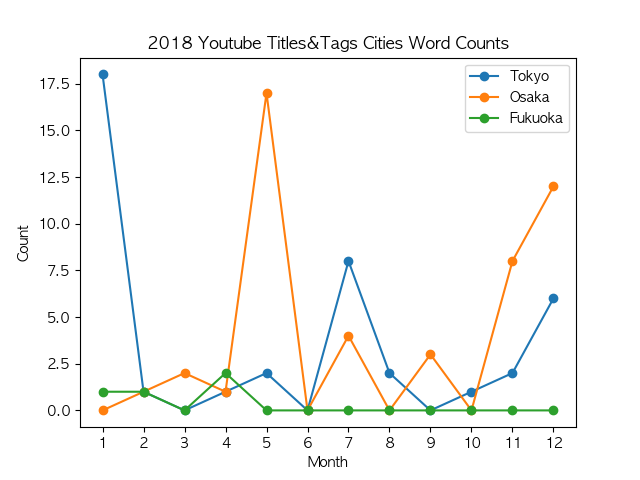 2018 Youtube Titles&Tags Cities Word Counts
Tokyo
Osaka
Fukuoka
17.5
15.0
12.5
10.0
7.5
5.0
2.5
0.0
Count
1 2 3 4 5 6 7 8 9 10 11 12
Month